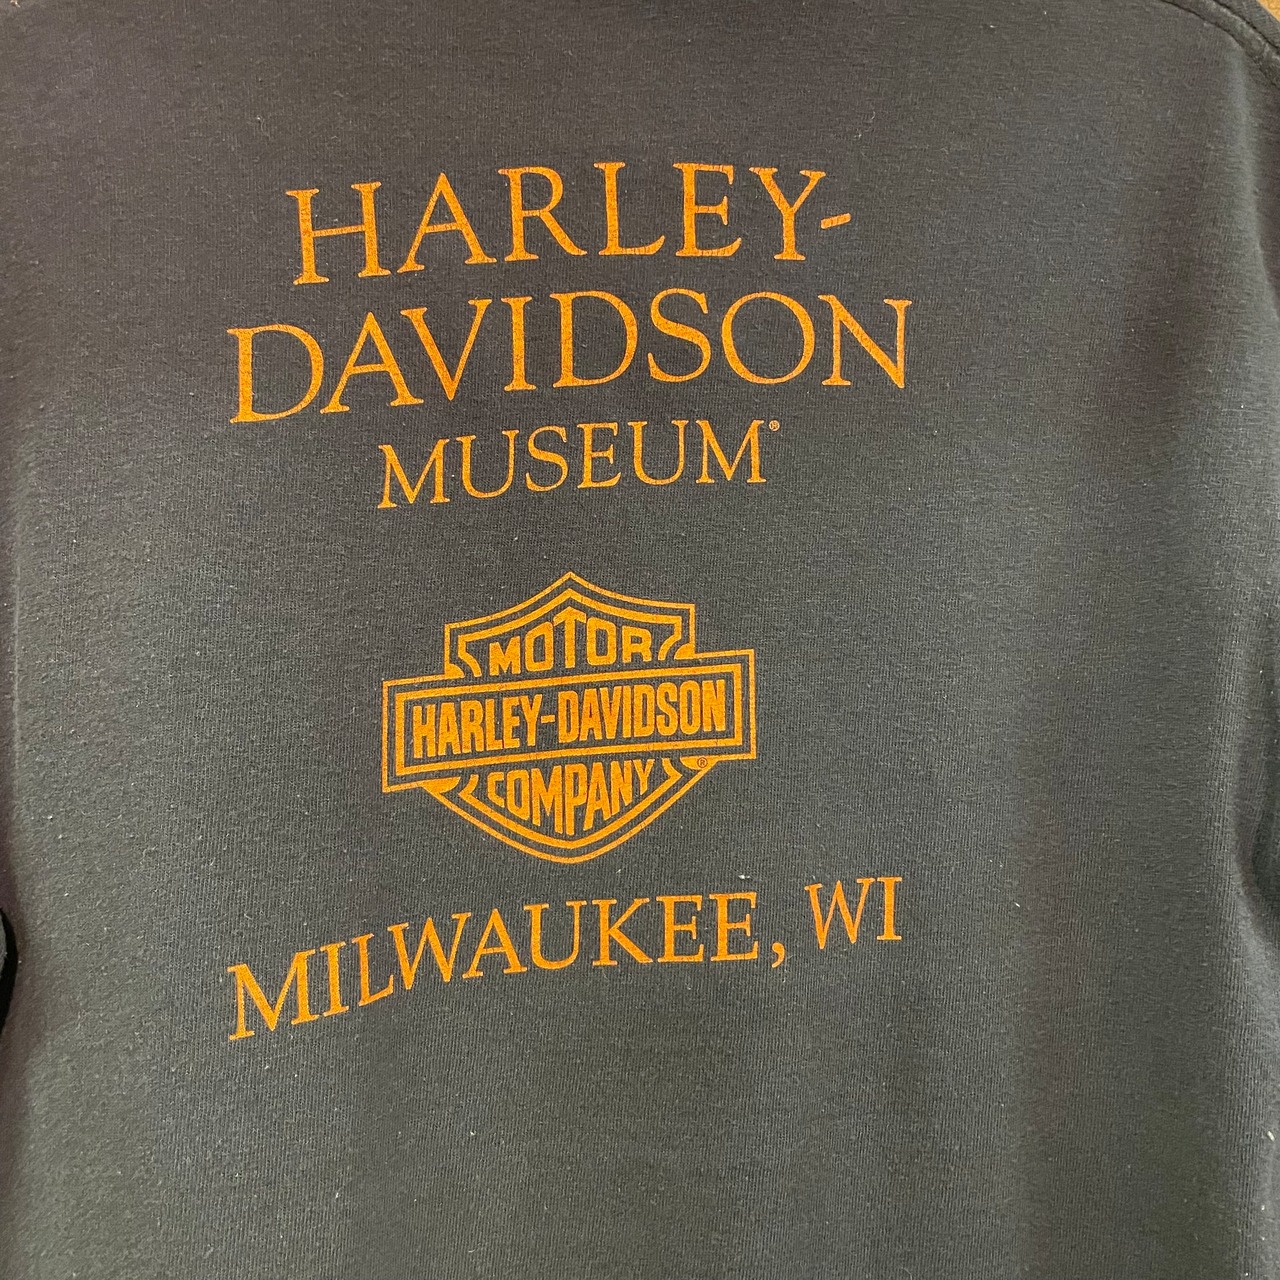 HARLEY-
DAVIDSON
MUSEUM®
MOTOR
HARLEY-DAVIDSON
COMPANY
®
MILWAUKEE, WI